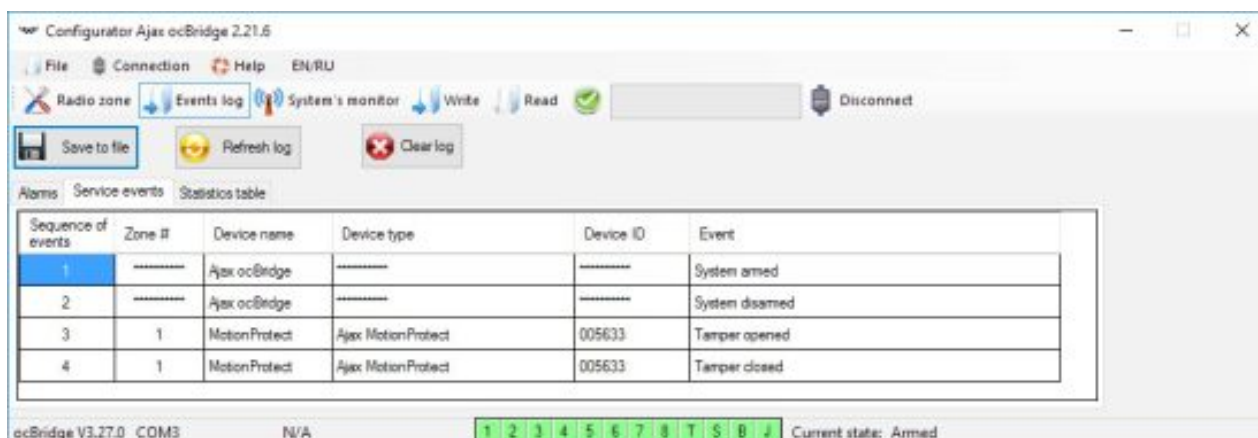 Configurator Ajax ocBridge 2.21.6
File Connection Help EN/RU
Radio zone Events log System's monitor Write Read Disconnect
Save to file Refresh log Clear log
Alarms Service events Statistics table
Sequence of events Zone # Device name Device type Device ID Event
1 ----------- Ajax ocBridge ----------- ----------- System armed
2 ----------- Ajax ocBridge ----------- ----------- System disarmed
3 1 MotionProtect Ajax MotionProtect 005633 Tamper opened
4 1 MotionProtect Ajax MotionProtect 005633 Tamper closed
ocBridge V3.27.0 COM3 N/A 1 2 3 4 5 6 7 8 T S B J Current state: Armed